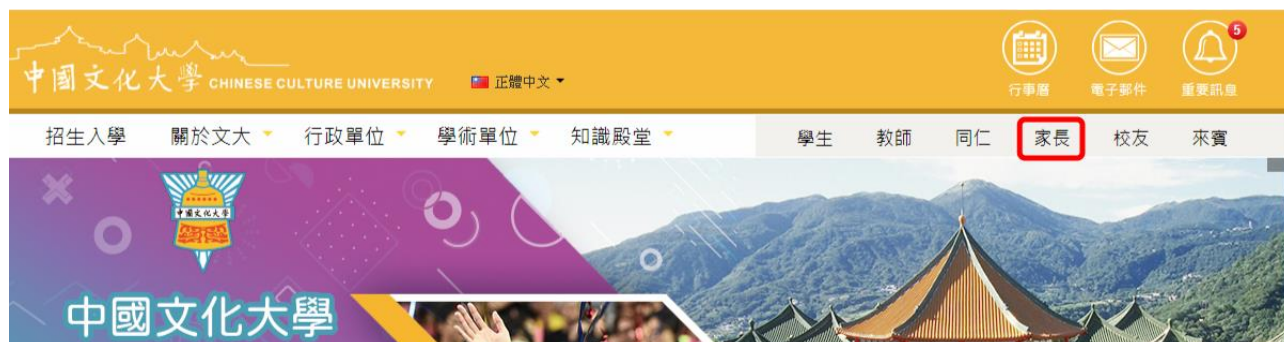 中國文化大學 CHINESE CULTURE UNIVERSITY
正體中文
5
行事曆 電子郵件 重要訊息
招生入學 關於文大 行政單位 學術單位 知識殿堂 學生 教師 同仁 家長 校友 來賓
中國文化大學
中國文化大學